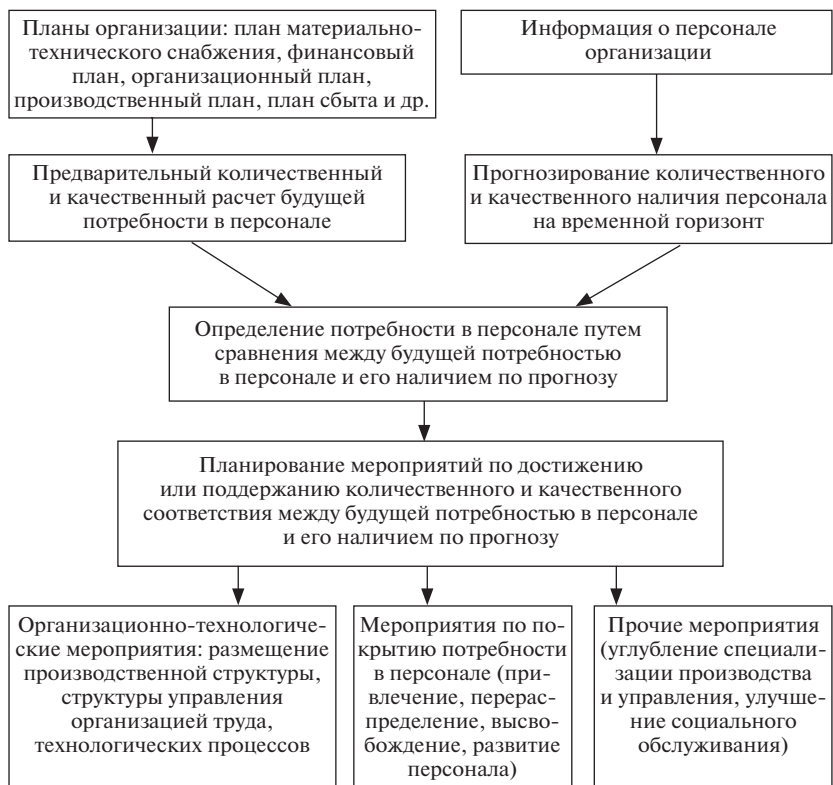 Планы организации: план материально-
технического снабжения, финансовый
план, организационный план,
производственный план, план сбыта и др.
Информация о персонале
организации
Предварительный количественный
и качественный расчет будущей
потребности в персонале
Прогнозирование количественного
и качественного наличия персонала
на временной горизонт
Определение потребности в персонале путем
сравнения между будущей потребностью
в персонале и его наличием по прогнозу
Планирование мероприятий по достижению
или поддержанию количественного и качественного
соответствия между будущей потребностью в персонале
и его наличием по прогнозу
Организационно-технологиче-
ские мероприятия: размещение
производственной структуры,
структуры управления
организацией труда,
технологических процессов
Мероприятия по по-
крытию потребности
в персонале (при-
влечение, перерас-
пределение, высво-
бождение, развитие
персонала)
Прочие мероприятия
(углубление специали-
зации производства
и управления, улучше-
ние социального
обслуживания)